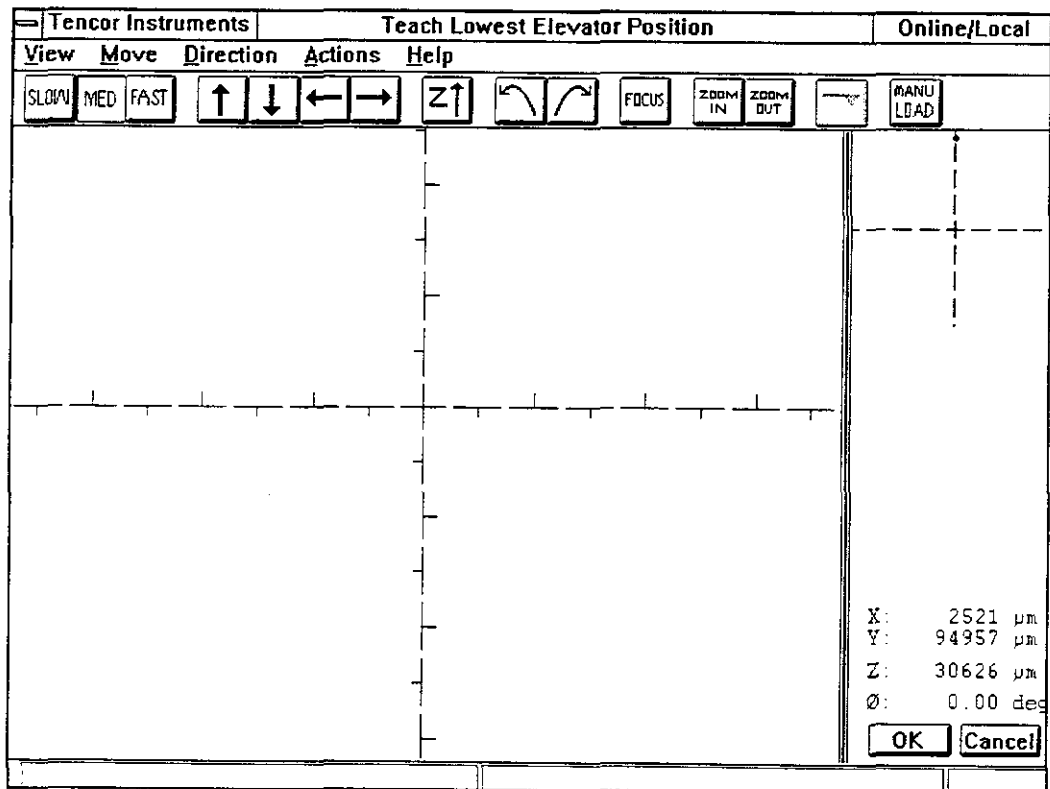 Tencor Instruments Teach Lowest Elevator Position Online/Local
View Move Direction Actions Help
SLOW MED FAST Z FOCUS ZOOM IN ZOOM OUT MANU LOAD
X: 2521 µm
Y: 94957 µm
Z: 30626 µm
Ø: 0.00 deg
OK Cancel